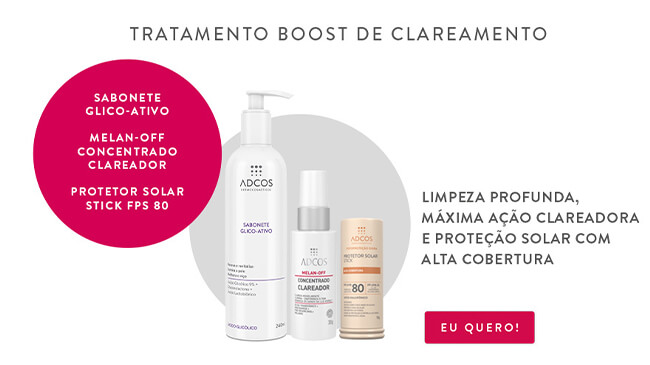 TRATAMENTO BOOST DE CLAREAMENTO
SABONETE
GLICO-ATIVO
MELAN-OFF
CONCENTRADO
CLAREADOR
PROTETOR SOLAR
STICK FPS 80
ADCOS
SABONETE
GLICO-ATIVO
ADCOS
MELAN-OFF
CONCENTRADO
CLAREADOR
ADCOS
PROTETOR SOLAR
STICK
80
LIMPEZA PROFUNDA,
MÁXIMA AÇÃO CLAREADORA
E PROTEÇÃO SOLAR COM
ALTA COBERTURA
EU QUERO!